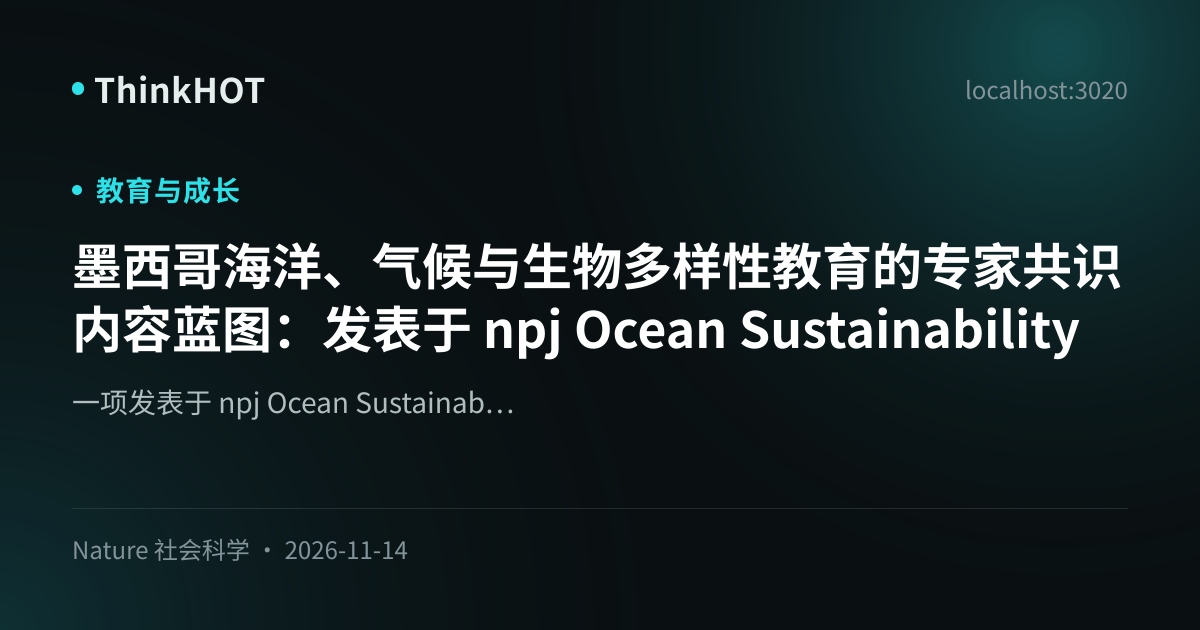 ThinkHOT
localhost:3020
教育与成长
墨西哥海洋、气候与生物多样性教育的专家共识
内容蓝图：发表于 npj Ocean Sustainability
一项发表于 npj Ocean Sustainab…
Nature 社会科学 · 2026-11-14